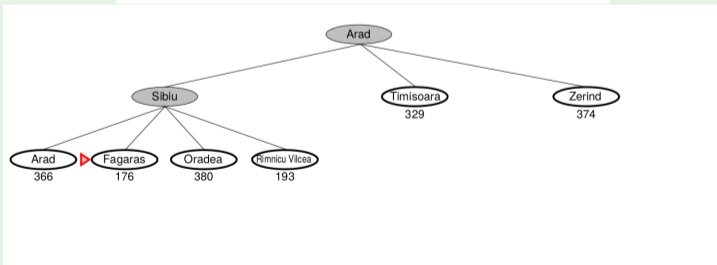 Arad
Sibiu
Timisoara
Zerind
329
374
Arad
Fagaras
Oradea
Rimnicu Vilcea
366
176
380
193